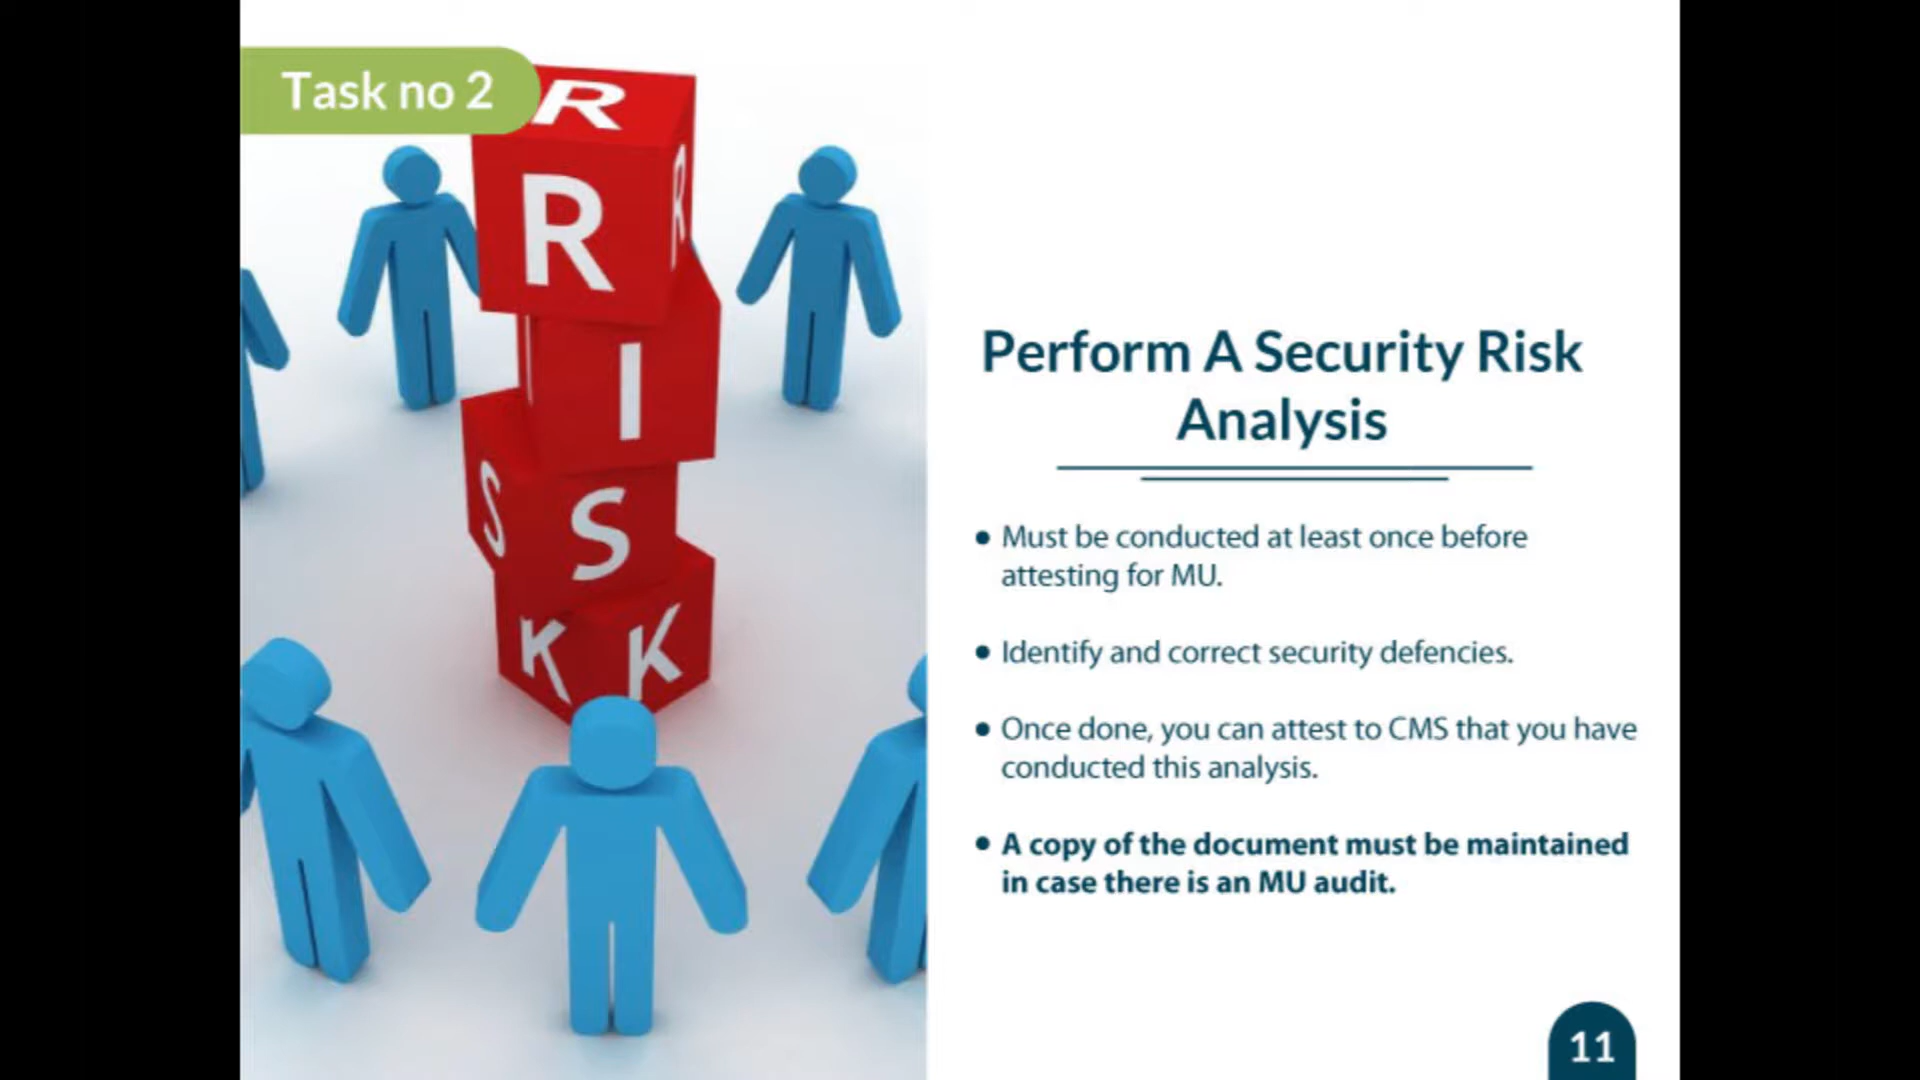 Task no 2
R
R
R
I
S
S
K
K
Perform A Security Risk
Analysis
• Must be conducted at least once before
attesting for MU.
• Identify and correct security defencies.
• Once done, you can attest to CMS that you have
conducted this analysis.
• A copy of the document must be maintained
in case there is an MU audit.
11